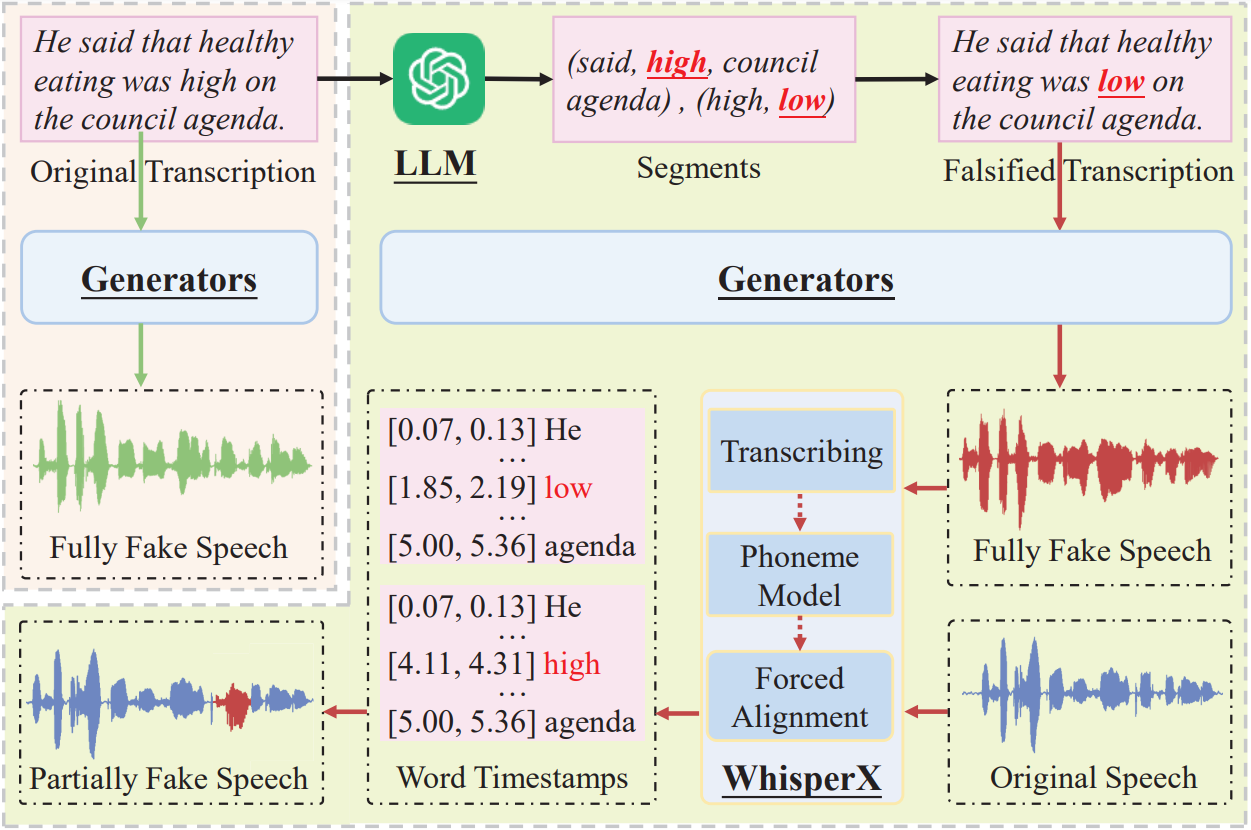 He said that healthy
eating was high on
the council agenda.
Original Transcription
LLM
(said, high, council
agenda) , (high, low)
Segments
He said that healthy
eating was low on
the council agenda.
Falsified Transcription
Generators
Generators
Fully Fake Speech
[0.07, 0.13] He
...
[1.85, 2.19] low
...
[5.00, 5.36] agenda
[0.07, 0.13] He
...
[4.11, 4.31] high
...
[5.00, 5.36] agenda
Word Timestamps
Transcribing
Phoneme
Model
Forced
Alignment
WhisperX
Fully Fake Speech
Original Speech
Partially Fake Speech